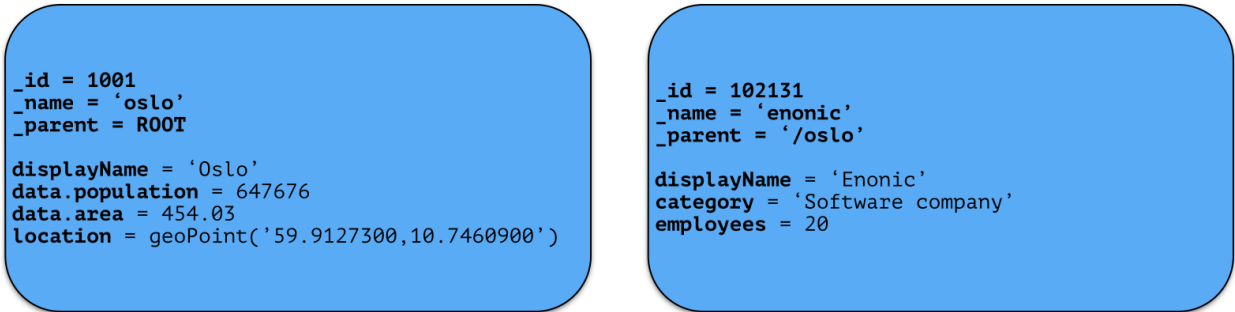 _id = 1001
_name = ‘oslo’
_parent = ROOT
displayName = ‘Oslo’
data.population = 647676
data.area = 454.03
location = geoPoint(’59.9127300,10.7460900’)
_id = 102131
_name = ‘enonic’
_parent = ‘/oslo’
displayName = ‘Enonic’
category = ‘Software company’
employees = 20